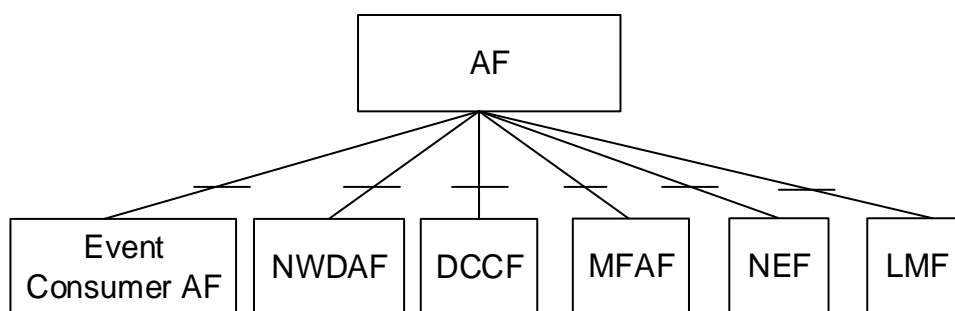 AF
Event
Consumer AF
NWDAF
DCCF
MFAF
NEF
LMF